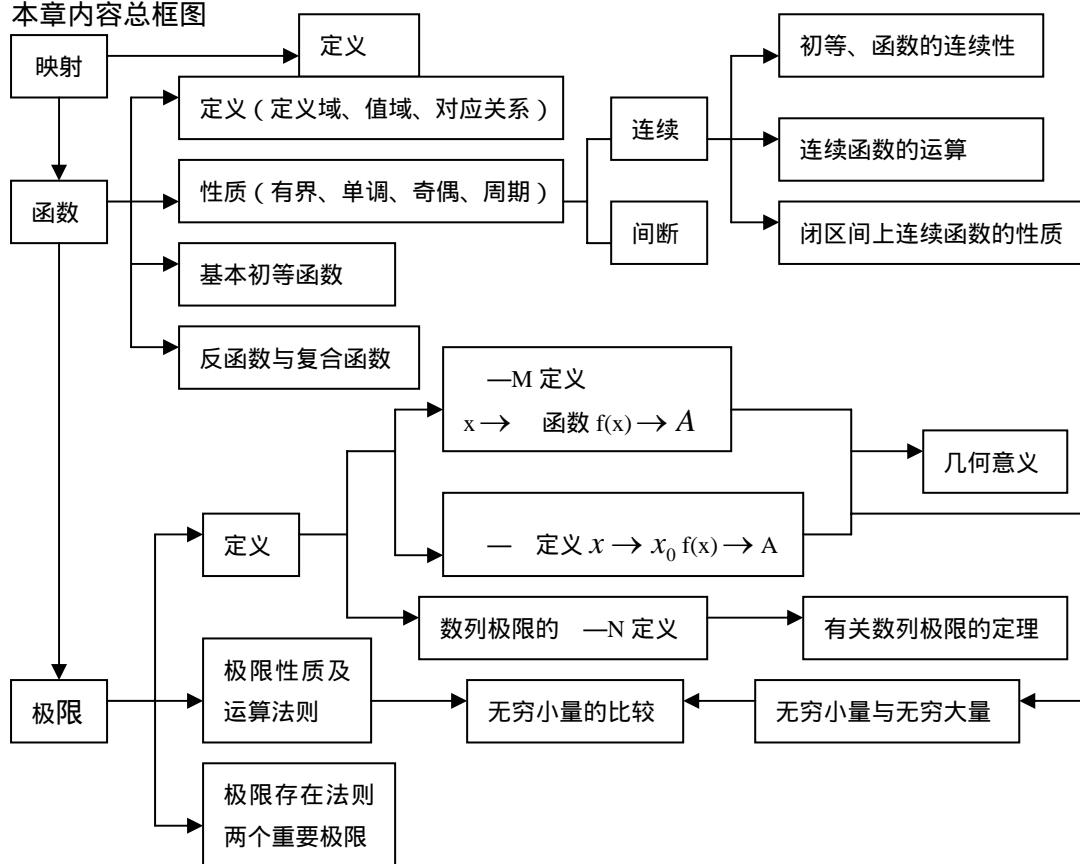 本章内容总框图
映射
定义
初等、函数的连续性
定义（定义域、值域、对应关系）
连续
连续函数的运算
函数
性质（有界、单调、奇偶、周期）
间断
闭区间上连续函数的性质
基本初等函数
反函数与复合函数
—M 定义
x→ 函数 f(x)→A
几何意义
定义
— 定义 x→x₀ f(x)→A
数列极限的 —N 定义
有关数列极限的定理
极限
极限性质及
运算法则
无穷小量的比较
无穷小量与无穷大量
极限存在法则
两个重要极限